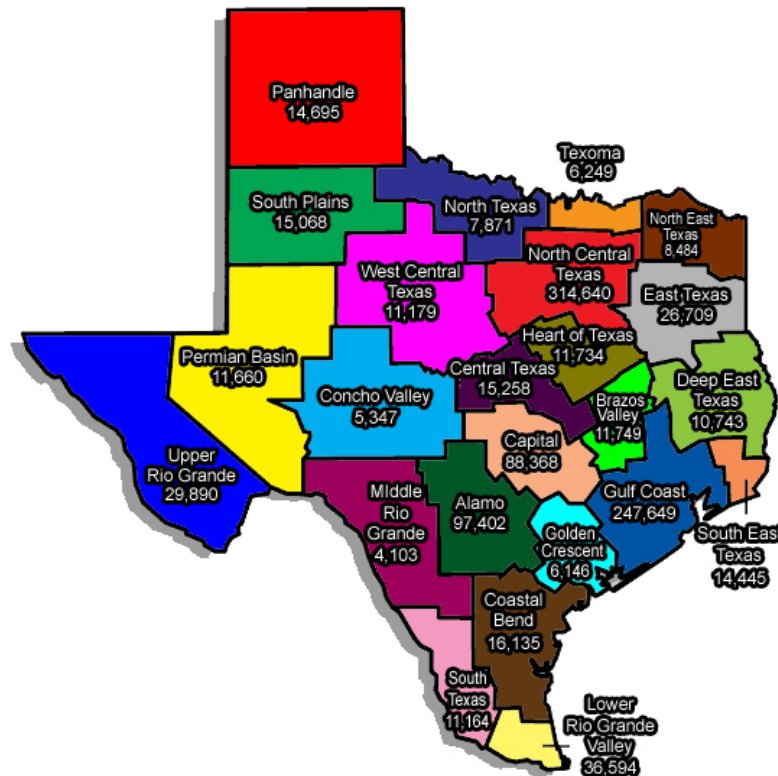 Panhandle
14,695
Texoma
6,249
South Plains
15,068
North Texas
7,871
North East
Texas
8,484
North Central
Texas
314,640
West Central
Texas
11,179
East Texas
26,709
Heart of Texas
11,734
Permian Basin
11,660
Central Texas
15,258
Deep East
Texas
10,743
Concho Valley
5,347
Brazos
Valley
11,749
Capital
88,368
Upper
Rio Grande
29,890
MIddle
Rio
Grande
4,103
Alamo
97,402
Gulf Coast
247,649
Golden
Crescent
6,146
South East
Texas
14,445
Coastal
Bend
16,135
South
Texas
11,164
Lower
Rio Grande
Valley
36,594